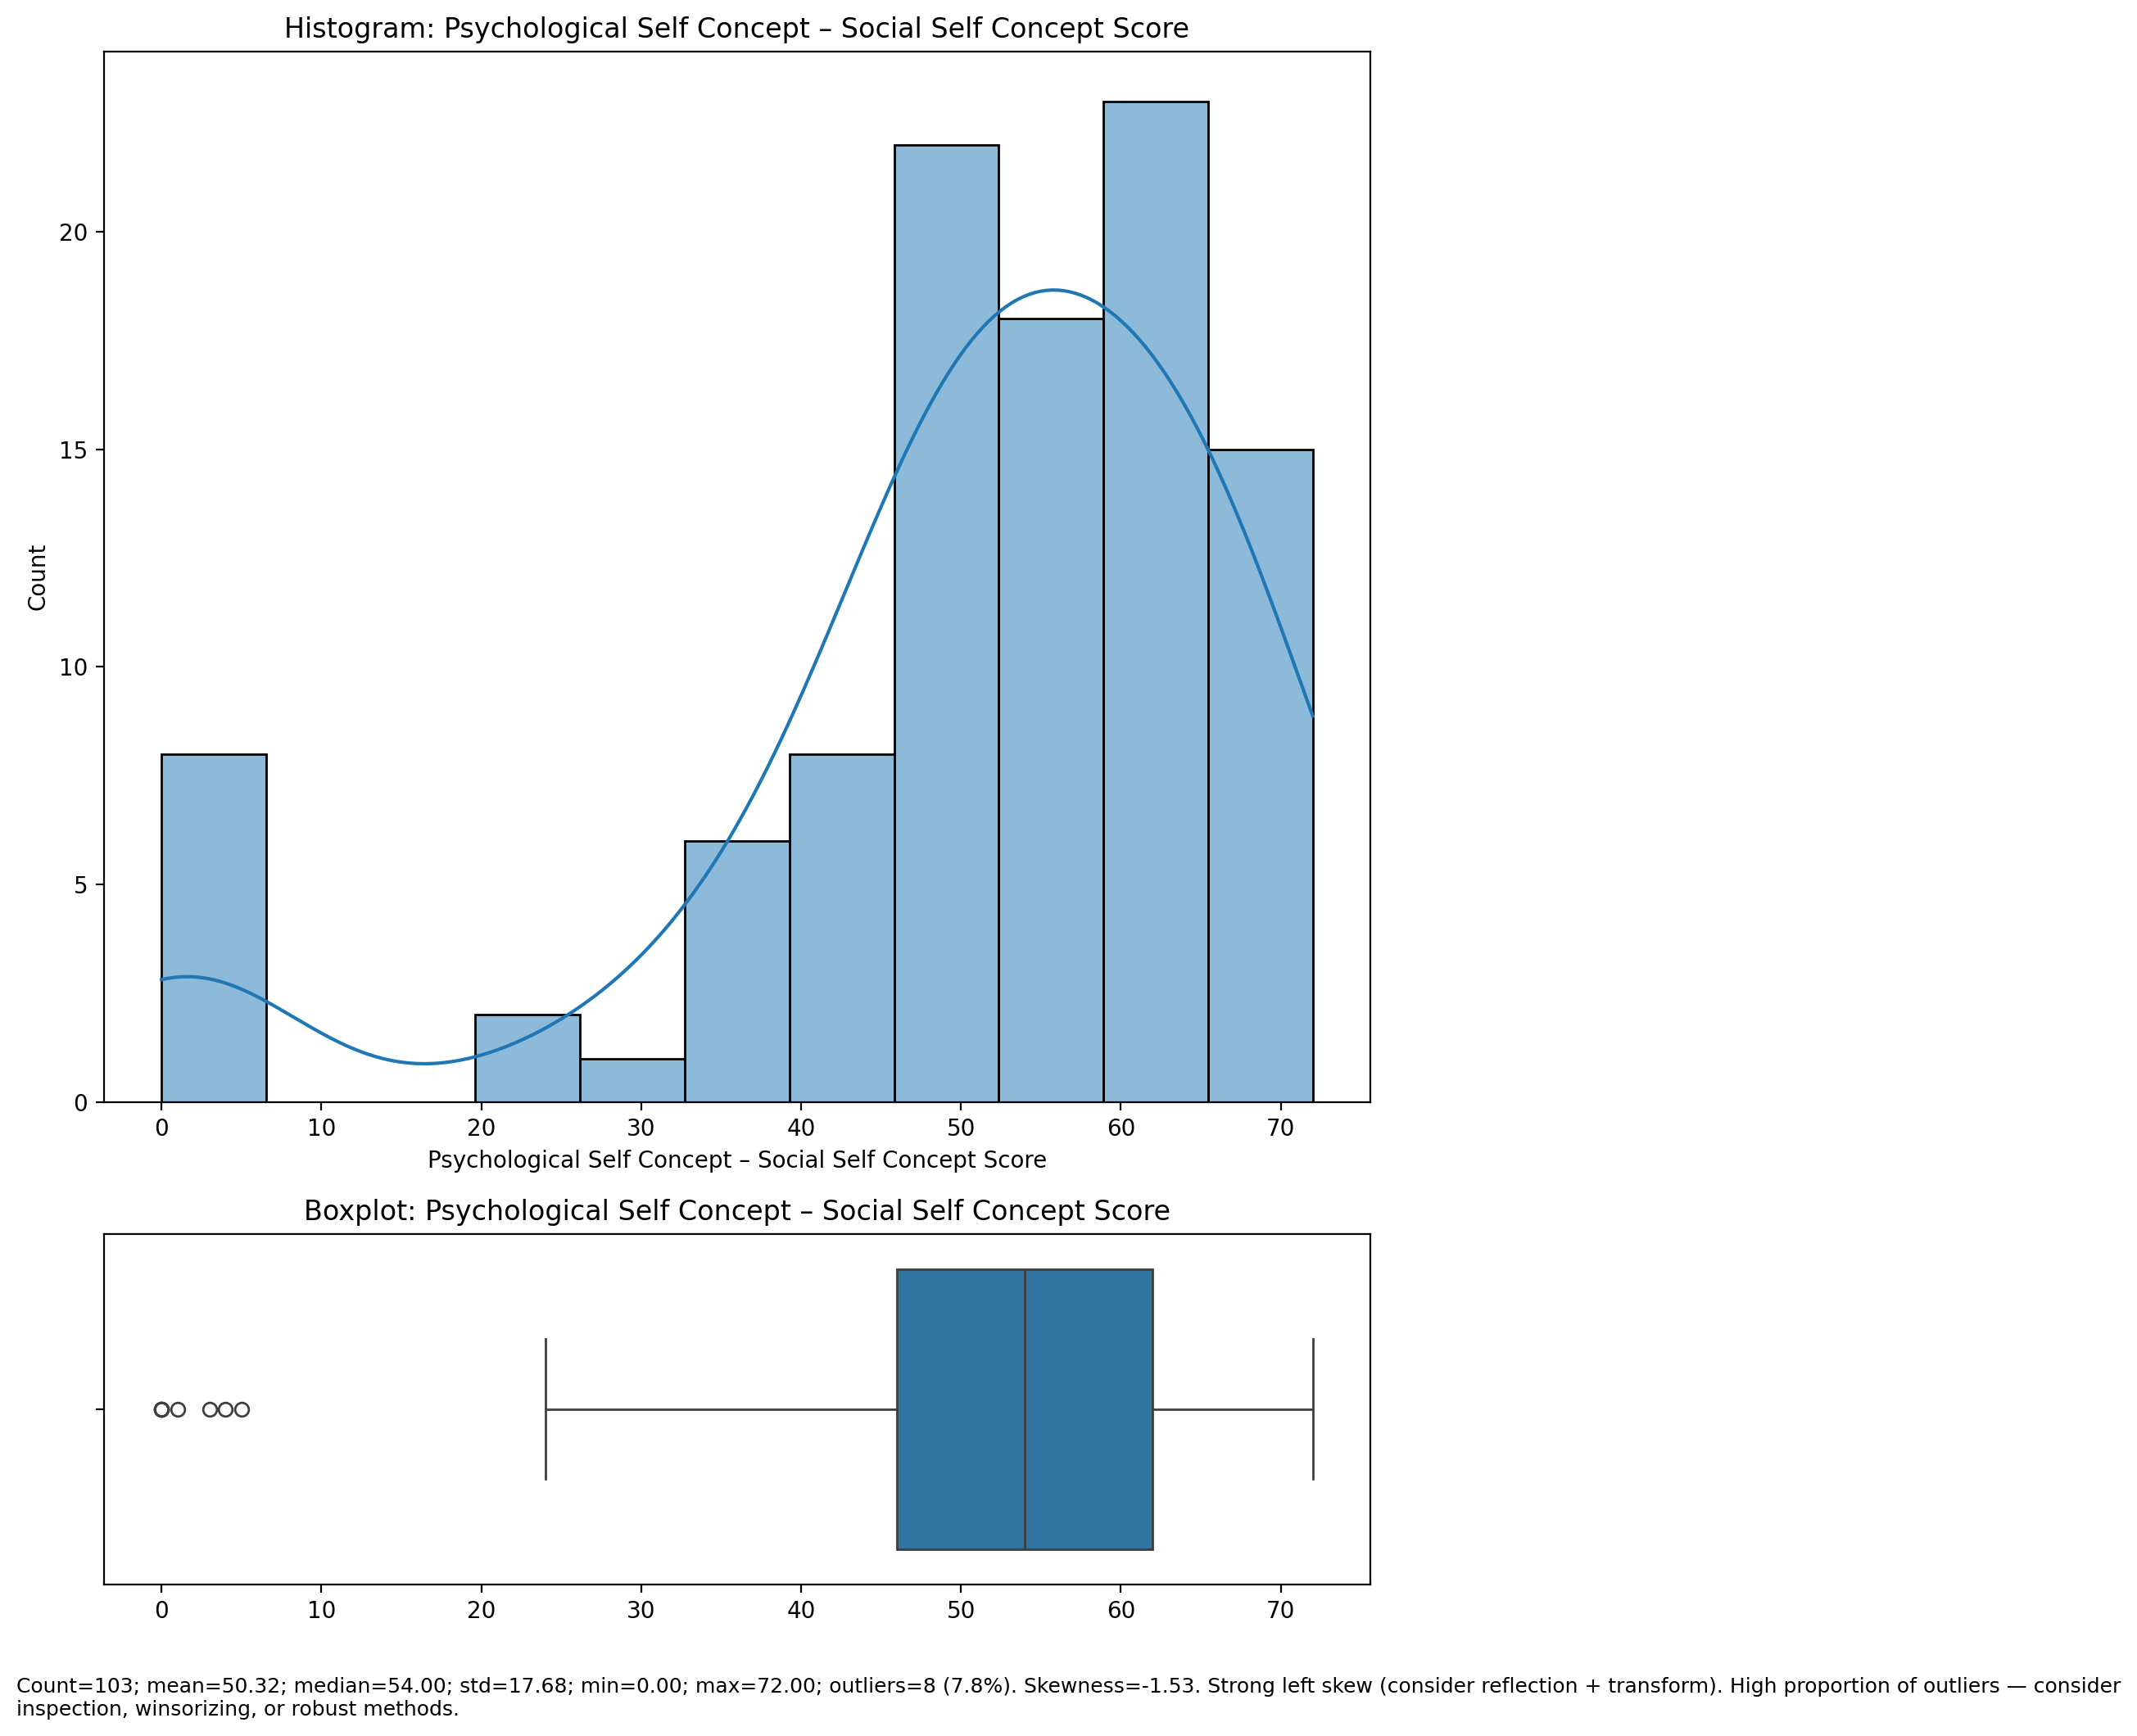 Histogram: Psychological Self Concept – Social Self Concept Score
Count
20
15
10
5
0
0 10 20 30 40 50 60 70
Psychological Self Concept – Social Self Concept Score
Boxplot: Psychological Self Concept – Social Self Concept Score
0 10 20 30 40 50 60 70
Count=103; mean=50.32; median=54.00; std=17.68; min=0.00; max=72.00; outliers=8 (7.8%). Skewness=-1.53. Strong left skew (consider reflection + transform). High proportion of outliers — consider
inspection, winsorizing, or robust methods.